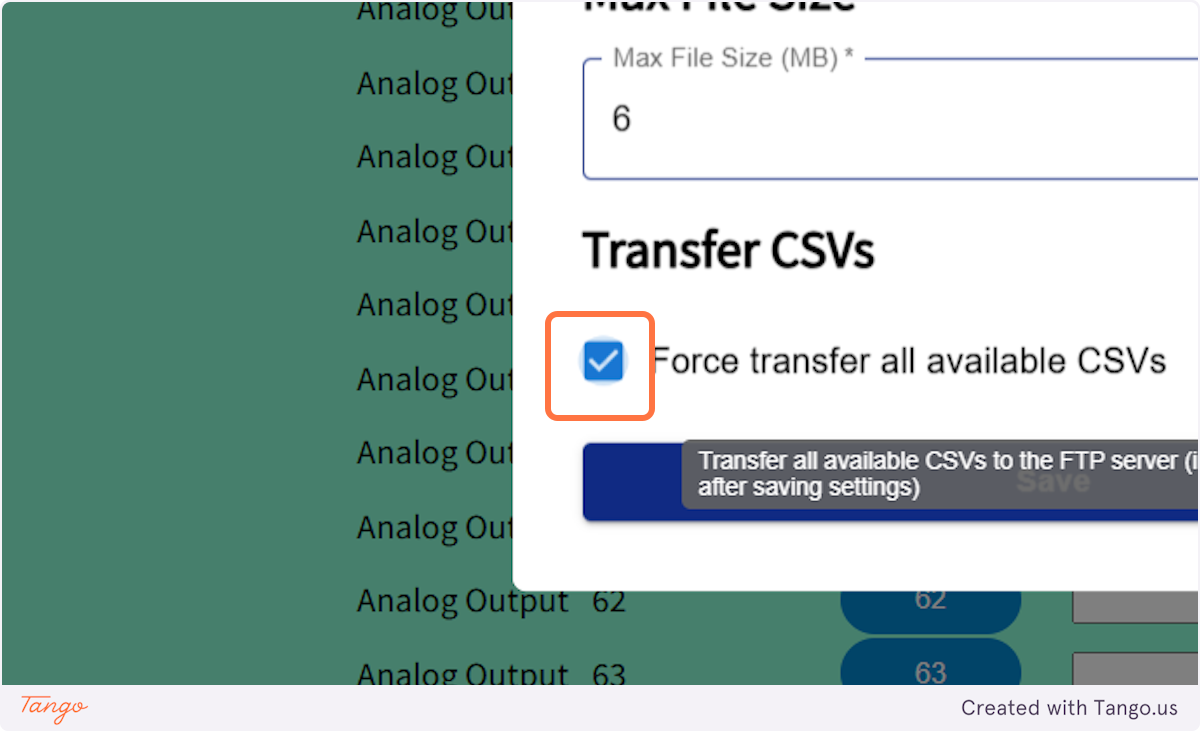 Analog Out
Max File Size
Max File Size (MB) *
Analog Out
6
Analog Out
Analog Out
Transfer CSVs
Analog Out
Force transfer all available CSVs
Analog Out
Analog Out
Transfer all available CSVs to the FTP server (i
after saving settings)
Save
Analog Out
Analog Output 62
62
Analog Output 63
63
Tango
Created with Tango.us